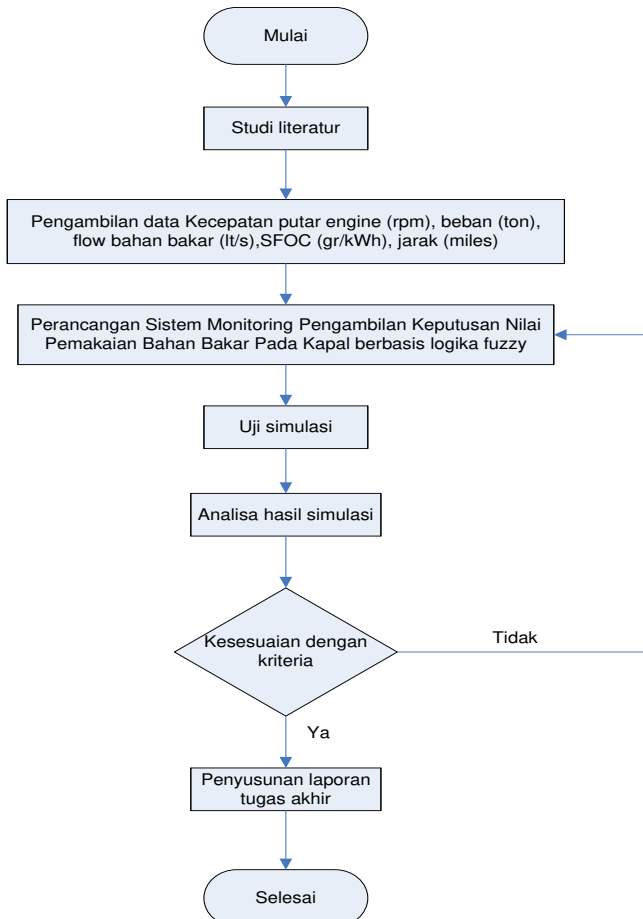 Mulai
Studi literatur
Pengambilan data Kecepatan putar engine (rpm), beban (ton),
flow bahan bakar (lt/s),SFOC (gr/kWh), jarak (miles)
Perancangan Sistem Monitoring Pengambilan Keputusan Nilai
Pemakaian Bahan Bakar Pada Kapal berbasis logika fuzzy
Uji simulasi
Analisa hasil simulasi
Kesesuaian dengan
kriteria
Tidak
Ya
Penyusunan laporan
tugas akhir
Selesai